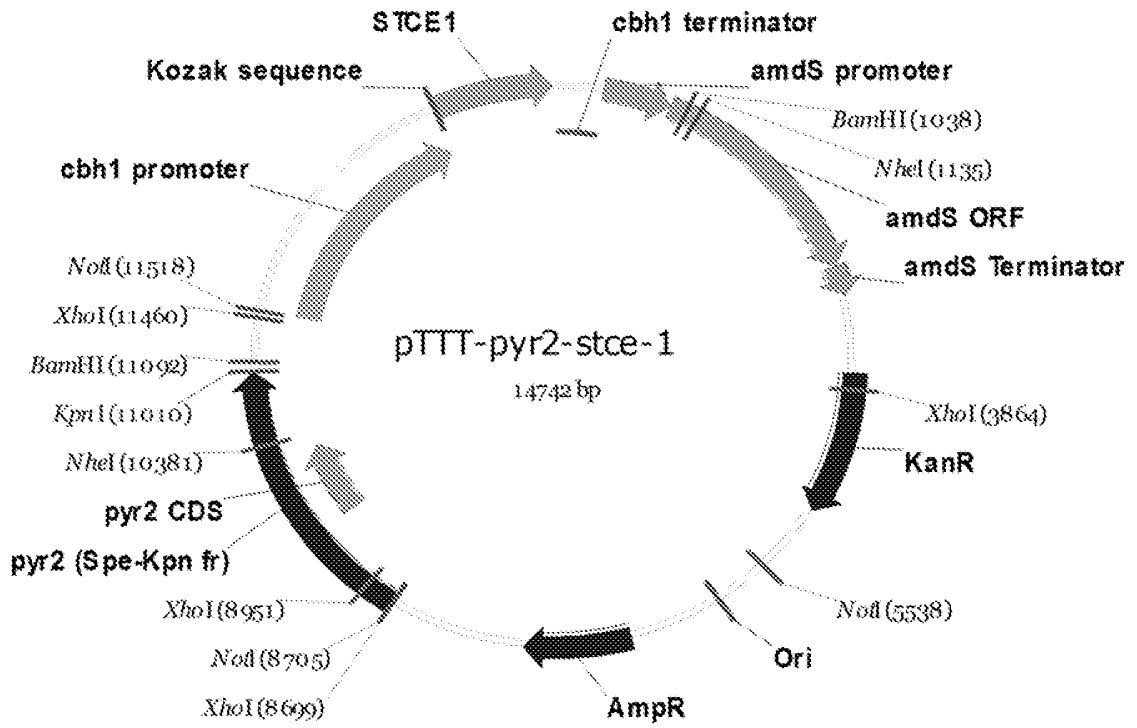 STCE1
cbh1 terminator
Kozak sequence
amdS promoter
BamHI (1038)
cbh1 promoter
NheI (1135)
amdS ORF
NotI (11518)
amdS Terminator
XhoI (11460)
pTTT-pyr2-stce-1
BamHI (11092)
14742 bp
KpnI (11010)
XhoI (3864)
NheI (10381)
KanR
pyr2 CDS
pyr2 (Spe-Kpn fr)
XhoI (8951)
NotI (5538)
NotI (8705)
Ori
XhoI (8699)
AmpR